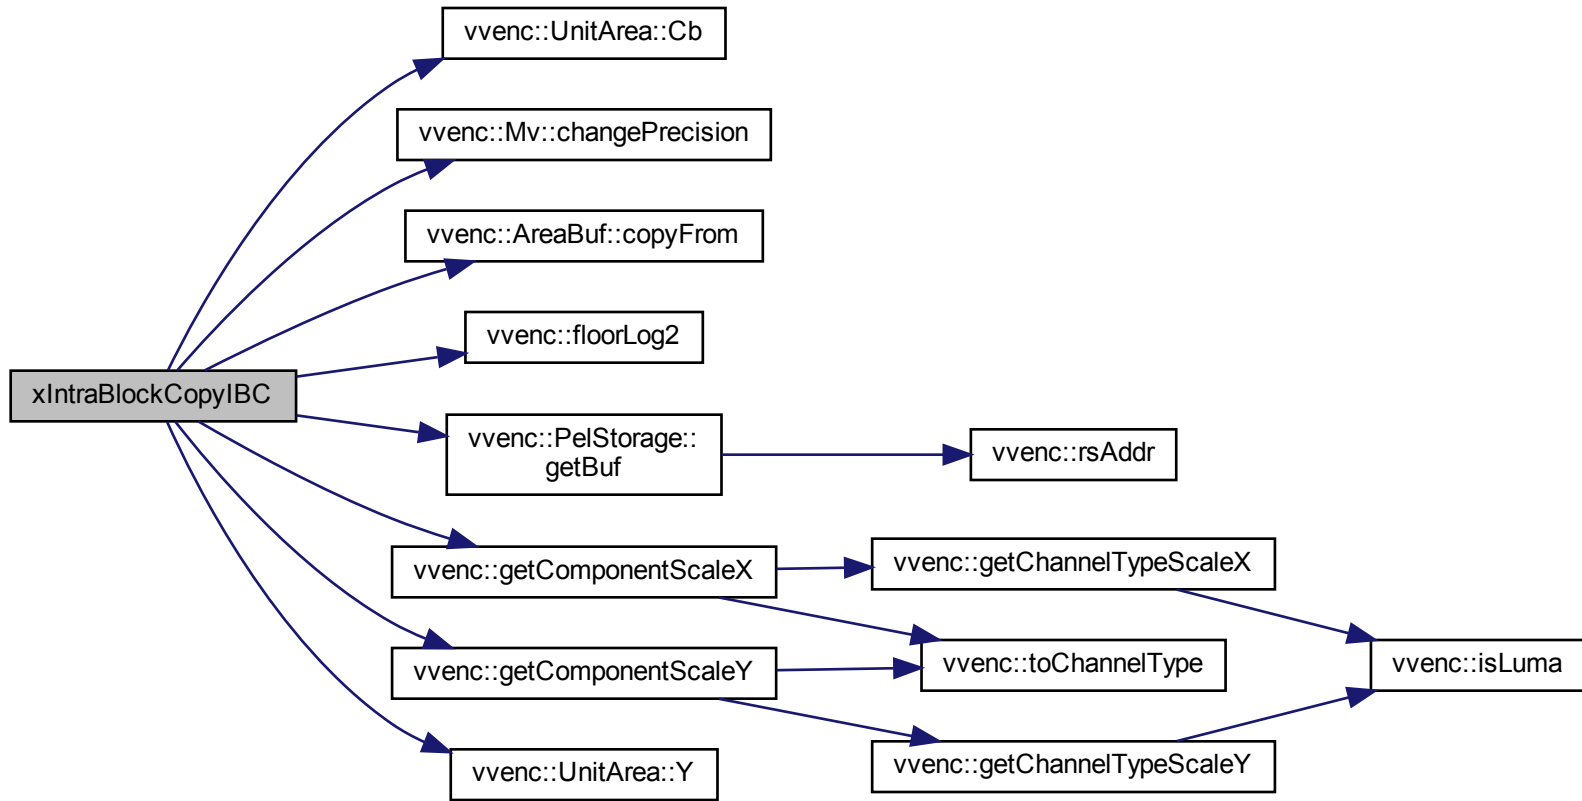 vvenc::UnitArea::Cb
vvenc::Mv::changePrecision
vvenc::AreaBuf::copyFrom
vvenc::floorLog2
xIntraBlockCopyIBC
vvenc::PelStorage::
getBuf
vvenc::rsAddr
vvenc::getComponentScaleX
vvenc::getChannelTypeScaleX
vvenc::getComponentScaleY
vvenc::toChannelType
vvenc::isLuma
vvenc::UnitArea::Y
vvenc::getChannelTypeScaleY